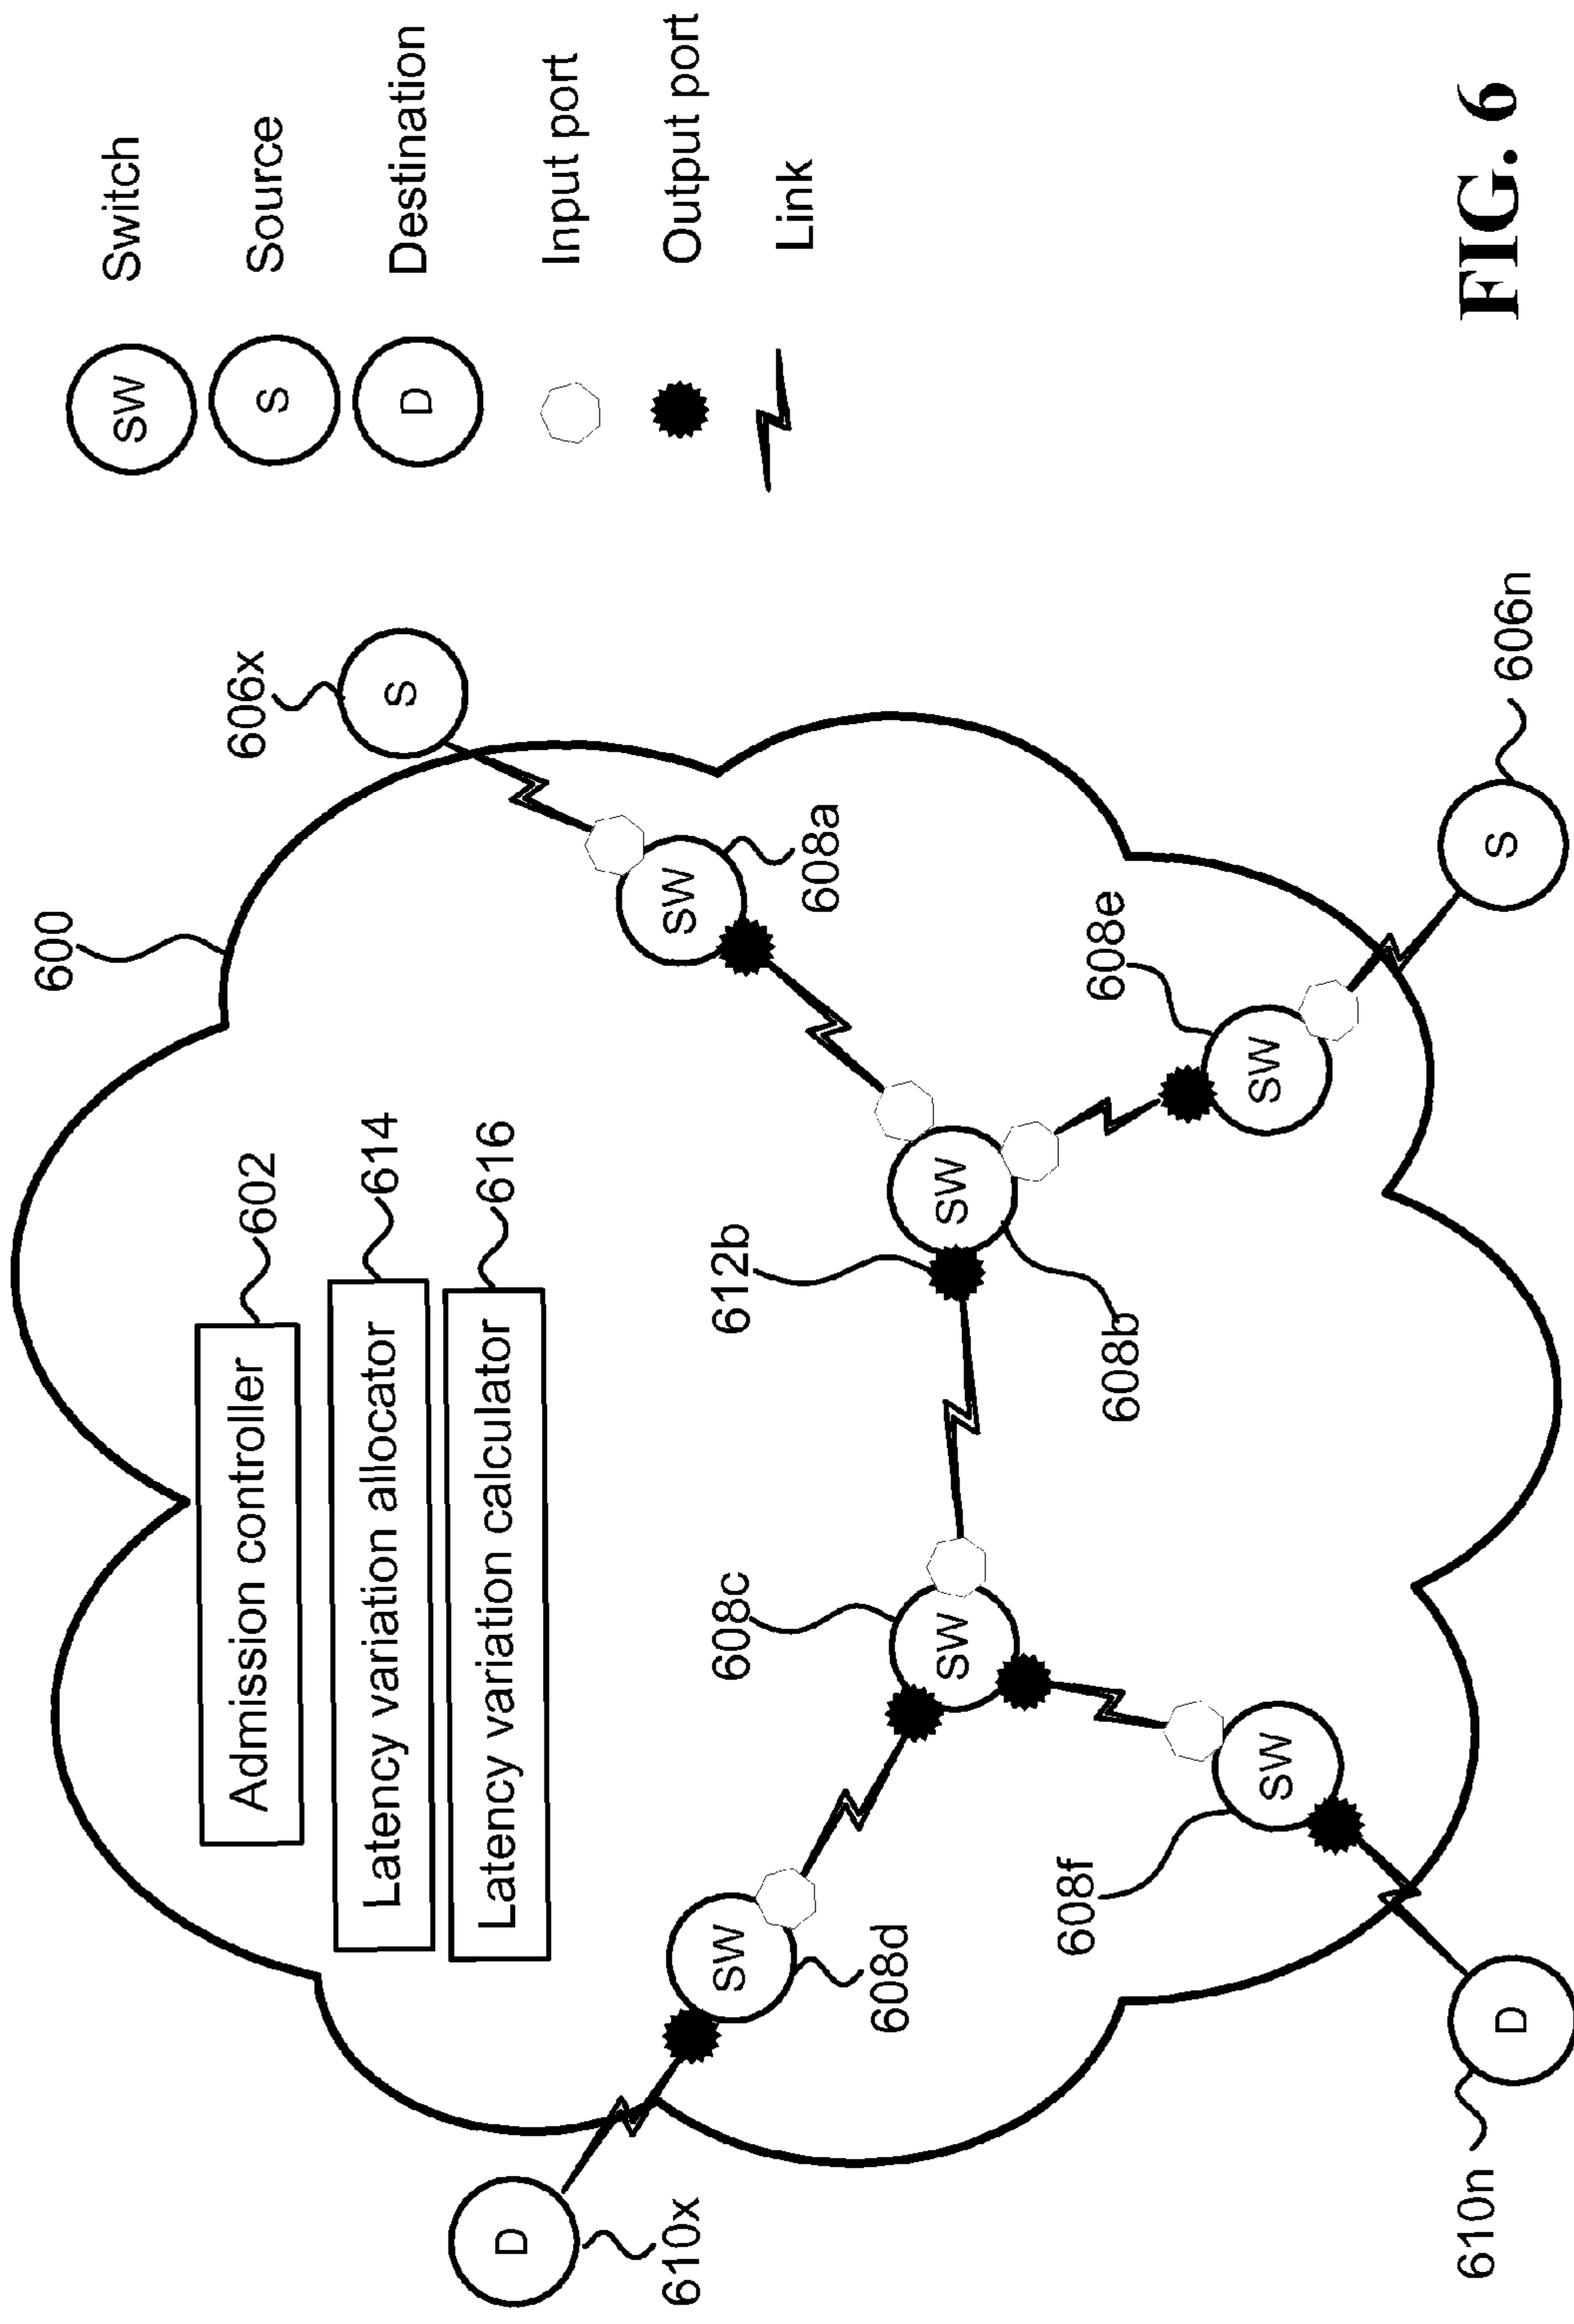 600
Admission controller
602
Latency variation allocator
614
Latency variation calculator
616
606x
S
SW
608a
D
610x
SW
608d
608c
SW
612b
SW
608b
608e
SW
S
606n
608f
SW
D
610n
SW Switch
S Source
D Destination
Input port
Output port
Link
FIG. 6